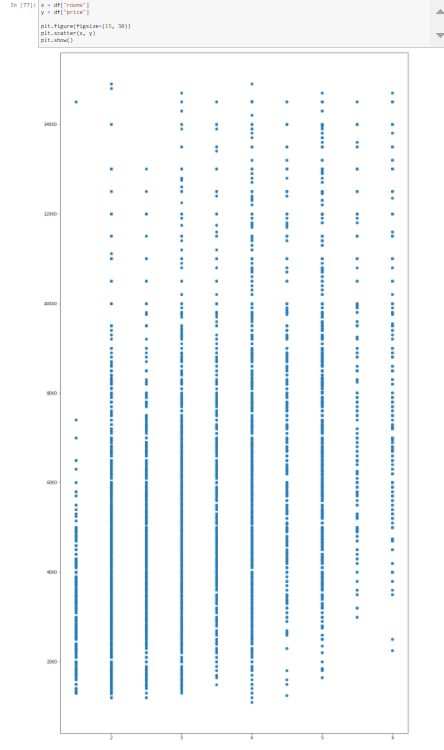 In [77]:
x = df["rooms"]
y = df["price"]
plt.figure(figsize=(15, 30))
plt.scatter(x, y)
plt.show()
14000
12000
10000
8000
6000
4000
2000
2 3 4 5 6